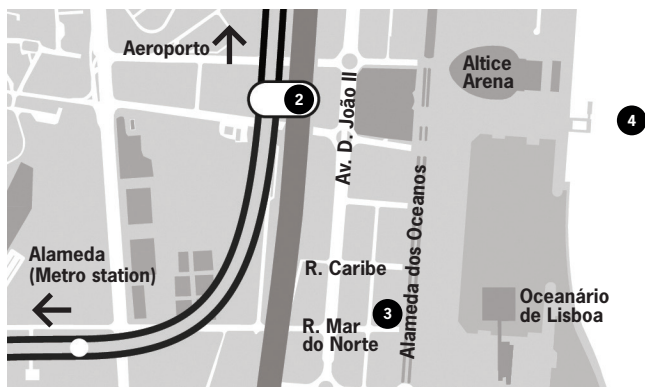 Aeroporto
2
Av. D. João II
Altice
Arena
4
Alameda dos Oceanos
Alameda
(Metro station)
R. Caribe
3
R. Mar
do Norte
Oceanário
de Lisboa